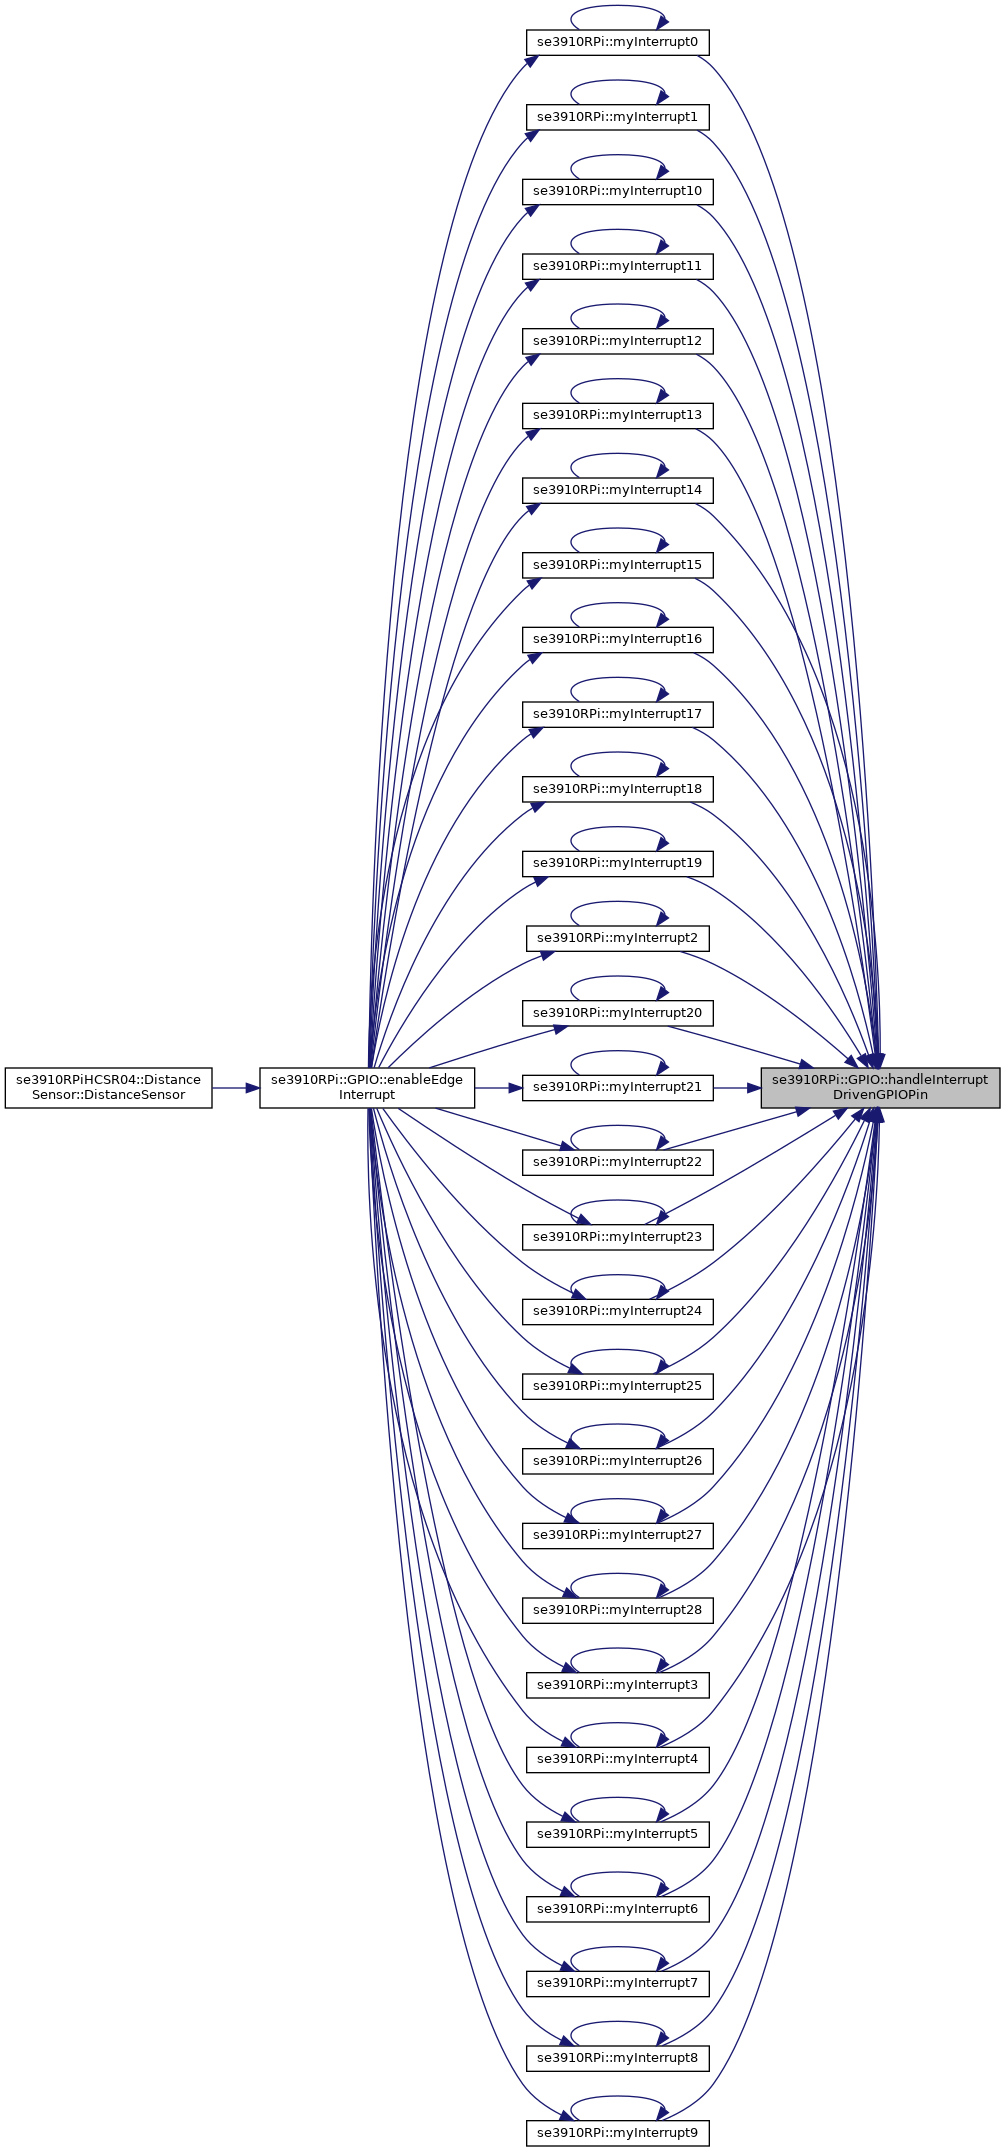 se3910RPi::myInterrupt0
se3910RPi::myInterrupt1
se3910RPi::myInterrupt10
se3910RPi::myInterrupt11
se3910RPi::myInterrupt12
se3910RPi::myInterrupt13
se3910RPi::myInterrupt14
se3910RPi::myInterrupt15
se3910RPi::myInterrupt16
se3910RPi::myInterrupt17
se3910RPi::myInterrupt18
se3910RPi::myInterrupt19
se3910RPi::myInterrupt2
se3910RPi::myInterrupt20
se3910RPiHCSR04::Distance
Sensor::DistanceSensor
se3910RPi::GPIO::enableEdge
Interrupt
se3910RPi::myInterrupt21
se3910RPi::GPIO::handleInterrupt
DrivenGPIOPin
se3910RPi::myInterrupt22
se3910RPi::myInterrupt23
se3910RPi::myInterrupt24
se3910RPi::myInterrupt25
se3910RPi::myInterrupt26
se3910RPi::myInterrupt27
se3910RPi::myInterrupt28
se3910RPi::myInterrupt3
se3910RPi::myInterrupt4
se3910RPi::myInterrupt5
se3910RPi::myInterrupt6
se3910RPi::myInterrupt7
se3910RPi::myInterrupt8
se3910RPi::myInterrupt9